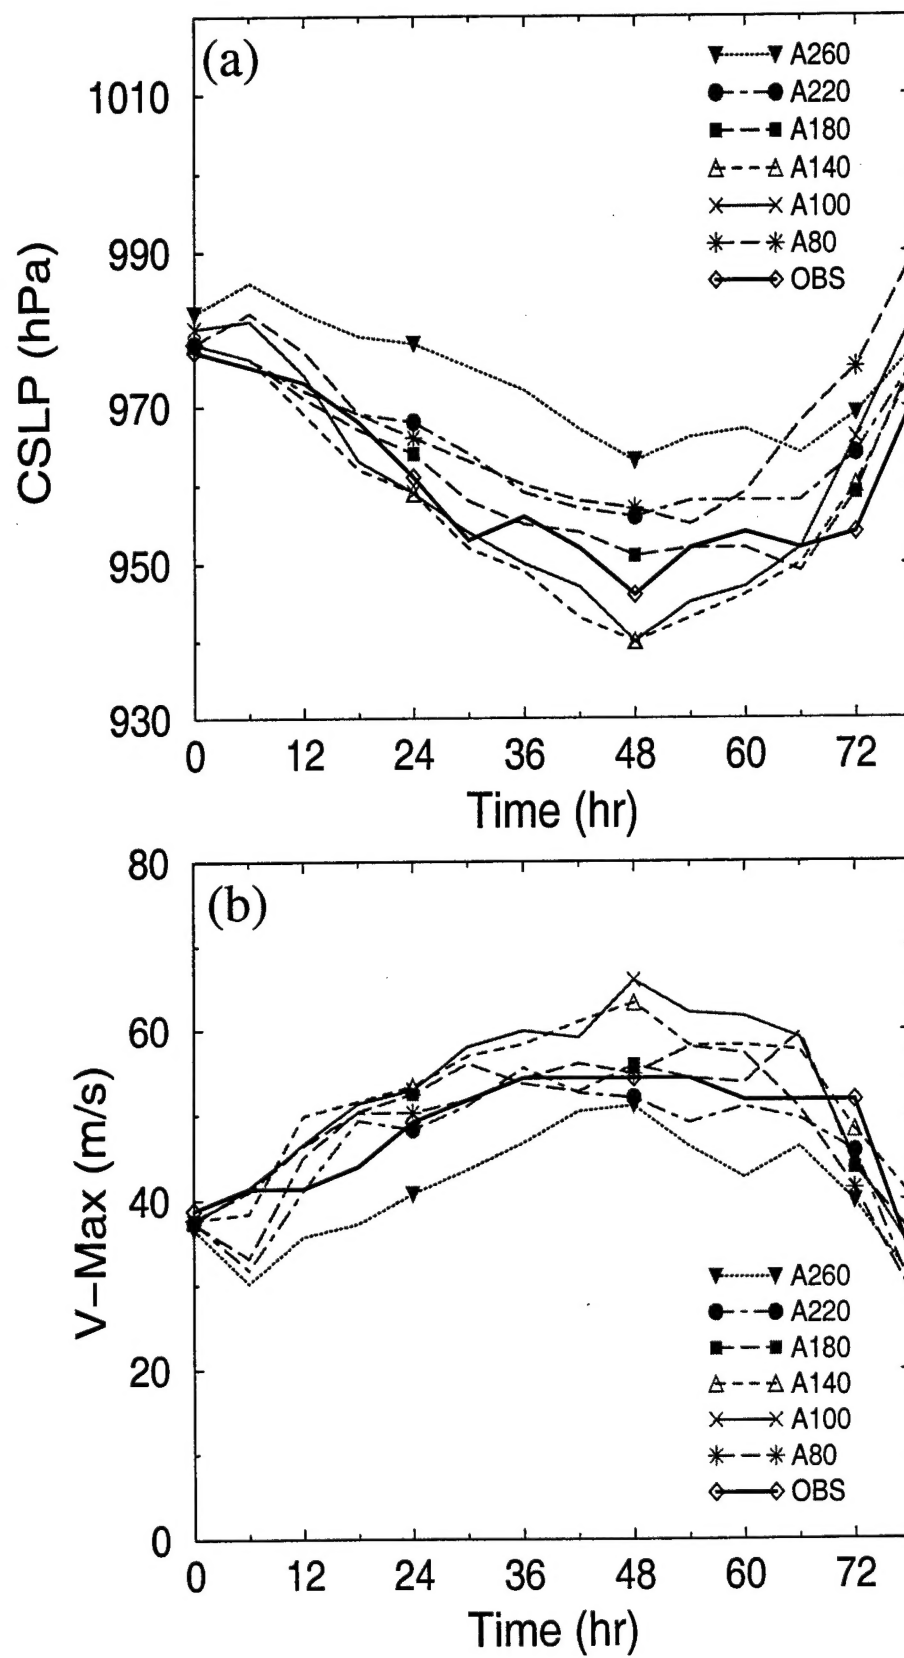 (a)
1010
990
970
950
930
CSLP (hPa)
A260
A220
A180
A140
A100
A80
OBS
0 12 24 36 48 60 72
Time (hr)
(b)
80
60
40
20
0
V-Max (m/s)
A260
A220
A180
A140
A100
A80
OBS
0 12 24 36 48 60 72
Time (hr)